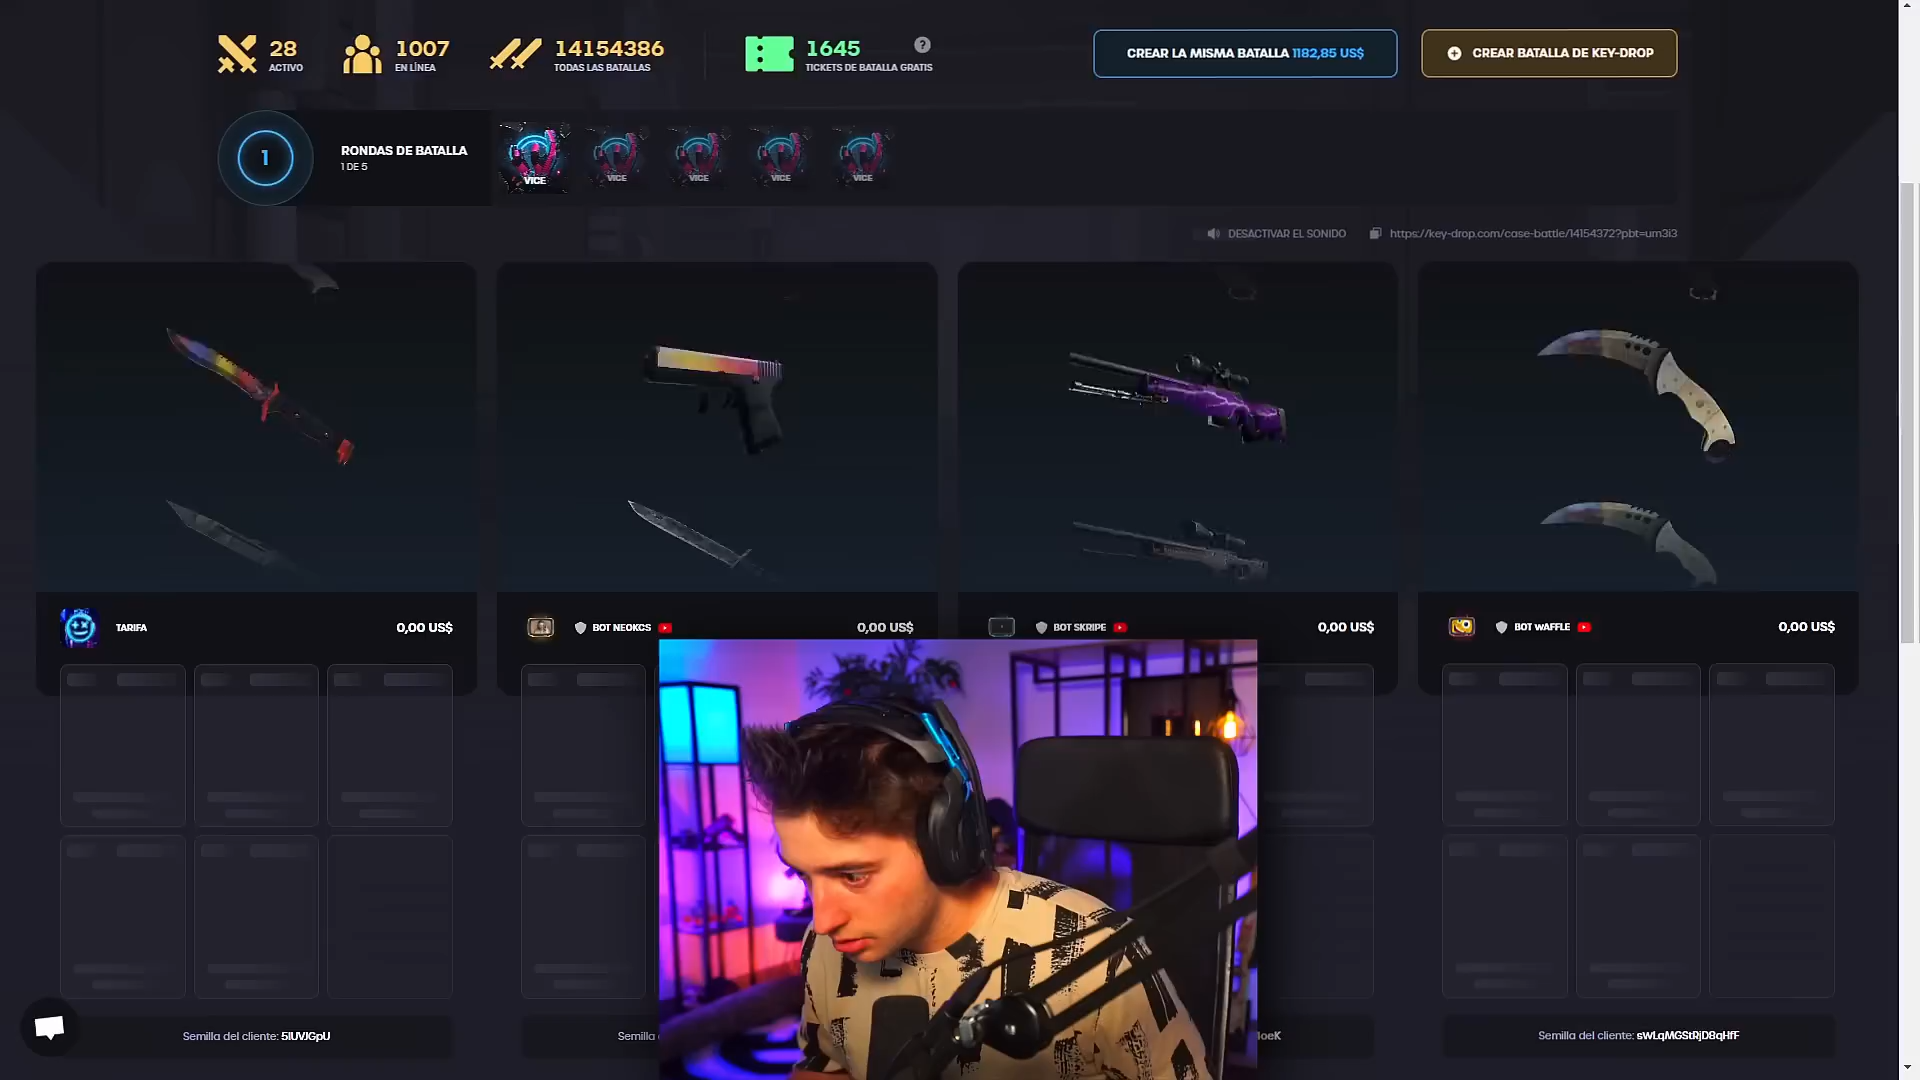 28
ACTIVO
1007
EN LÍNEA
14154386
TODAS LAS BATALLAS
1645
?
TICKETS DE BATALLA GRATIS
CREAR LA MISMA BATALLA 1182,85 US$
CREAR BATALLA DE KEY-DROP
1
RONDAS DE BATALLA
1 DE 5
VICE
VICE
VICE
VICE
VICE
DESACTIVAR EL SONIDO
https://key-drop.com/case-battle/14154372?pbt=um3i3
TARIFA
0,00 US$
BOT NEOKCS
0,00 US$
BOT SKRIPE
0,00 US$
BOT WAFFLE
0,00 US$
Semilla del cliente: 5IUVJGpU
Semilla
Semilla del cliente: sWLqMGStRjD8qHfF